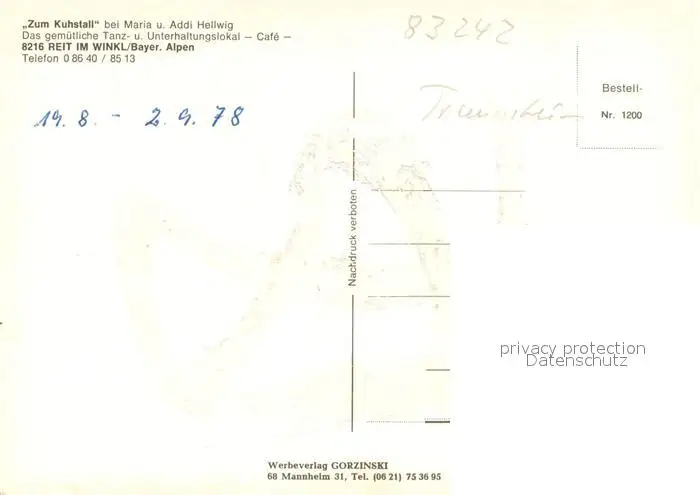 „Zum Kuhstall" bei Maria u. Addi Hellwig
Das gemütliche Tanz- u. Unterhaltungslokal — Café —
8216 REIT IM WINKL/Bayer. Alpen
Telefon 0 86 40 / 85 13
83242
Traunstein
Bestell-
Nr. 1200
19. 8. - 2. 9. 78
Nachdruck verboten
privacy protection
Datenschutz
Werbeverlag GORZINSKI
68 Mannheim 31, Tel. (06 21) 75 36 95